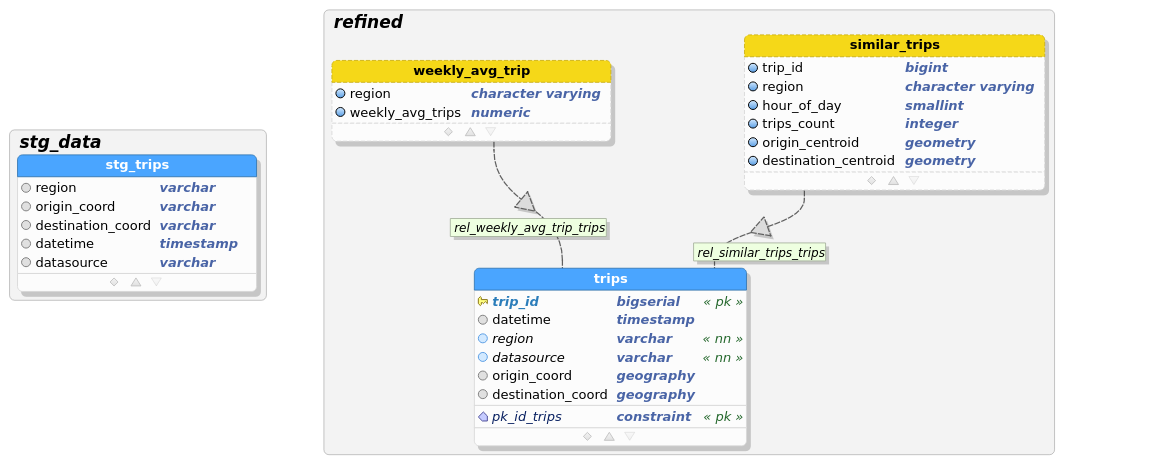 stg_data
stg_trips
region varchar
origin_coord varchar
destination_coord varchar
datetime timestamp
datasource varchar
refined
weekly_avg_trip
region character varying
weekly_avg_trips numeric
similar_trips
trip_id bigint
region character varying
hour_of_day smallint
trips_count integer
origin_centroid geometry
destination_centroid geometry
rel_weekly_avg_trip_trips
rel_similar_trips_trips
trips
trip_id bigserial « pk »
datetime timestamp
region varchar « nn »
datasource varchar « nn »
origin_coord geography
destination_coord geography
pk_id_trips constraint « pk »